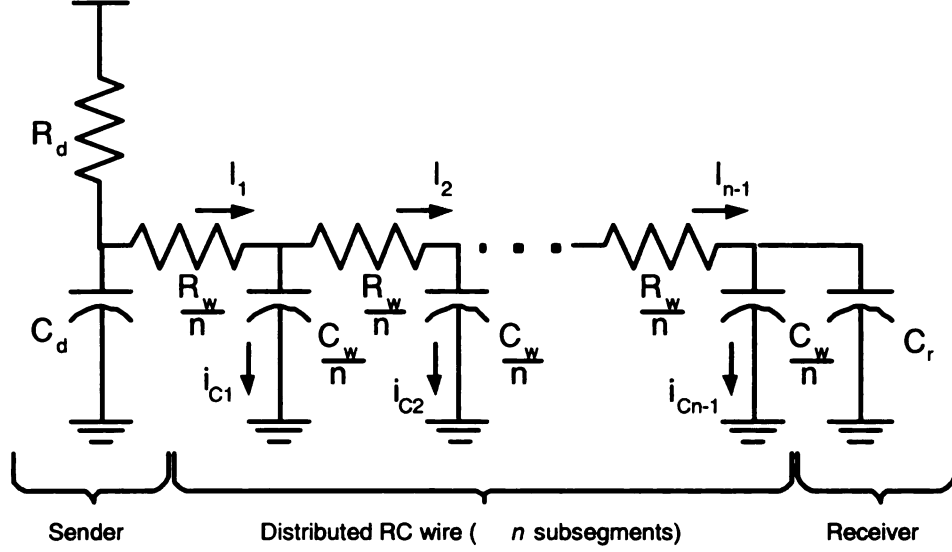 R_d
I_1
I_2
I_n-1
R_w/n
R_w/n
R_w/n
C_d
C_w/n
C_w/n
C_w/n
C_r
i_C1
i_C2
i_Cn-1
Sender
Distributed RC wire ( n subsegments)
Receiver